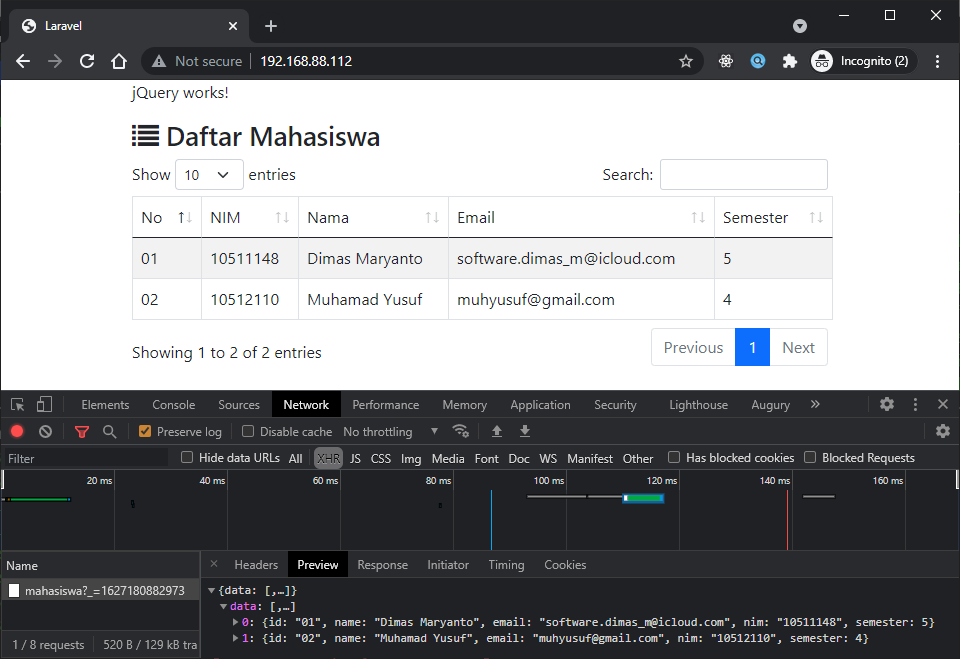 Laravel
Not secure 192.168.88.112 Incognito (2)
jQuery works!
Daftar Mahasiswa
Show 10 entries Search:
No NIM Nama Email Semester
01 10511148 Dimas Maryanto software.dimas_m@icloud.com 5
02 10512110 Muhamad Yusuf muhyusuf@gmail.com 4
Showing 1 to 2 of 2 entries Previous 1 Next
Elements Console Sources Network Performance Memory Application Security Lighthouse Augury
Preserve log Disable cache No throttling
Filter Hide data URLs All XHR JS CSS Img Media Font Doc WS Manifest Other Has blocked cookies Blocked Requests
20 ms 40 ms 60 ms 80 ms 100 ms 120 ms 140 ms 160 ms
Name Headers Preview Response Initiator Timing Cookies
mahasiswa?_=1627180882973 {data: [,…]}
data: [,…]
0: {id: "01", name: "Dimas Maryanto", email: "software.dimas_m@icloud.com", nim: "10511148", semester: 5}
1: {id: "02", name: "Muhamad Yusuf", email: "muhyusuf@gmail.com", nim: "10512110", semester: 4}
1 / 8 requests 520 B / 129 kB tra